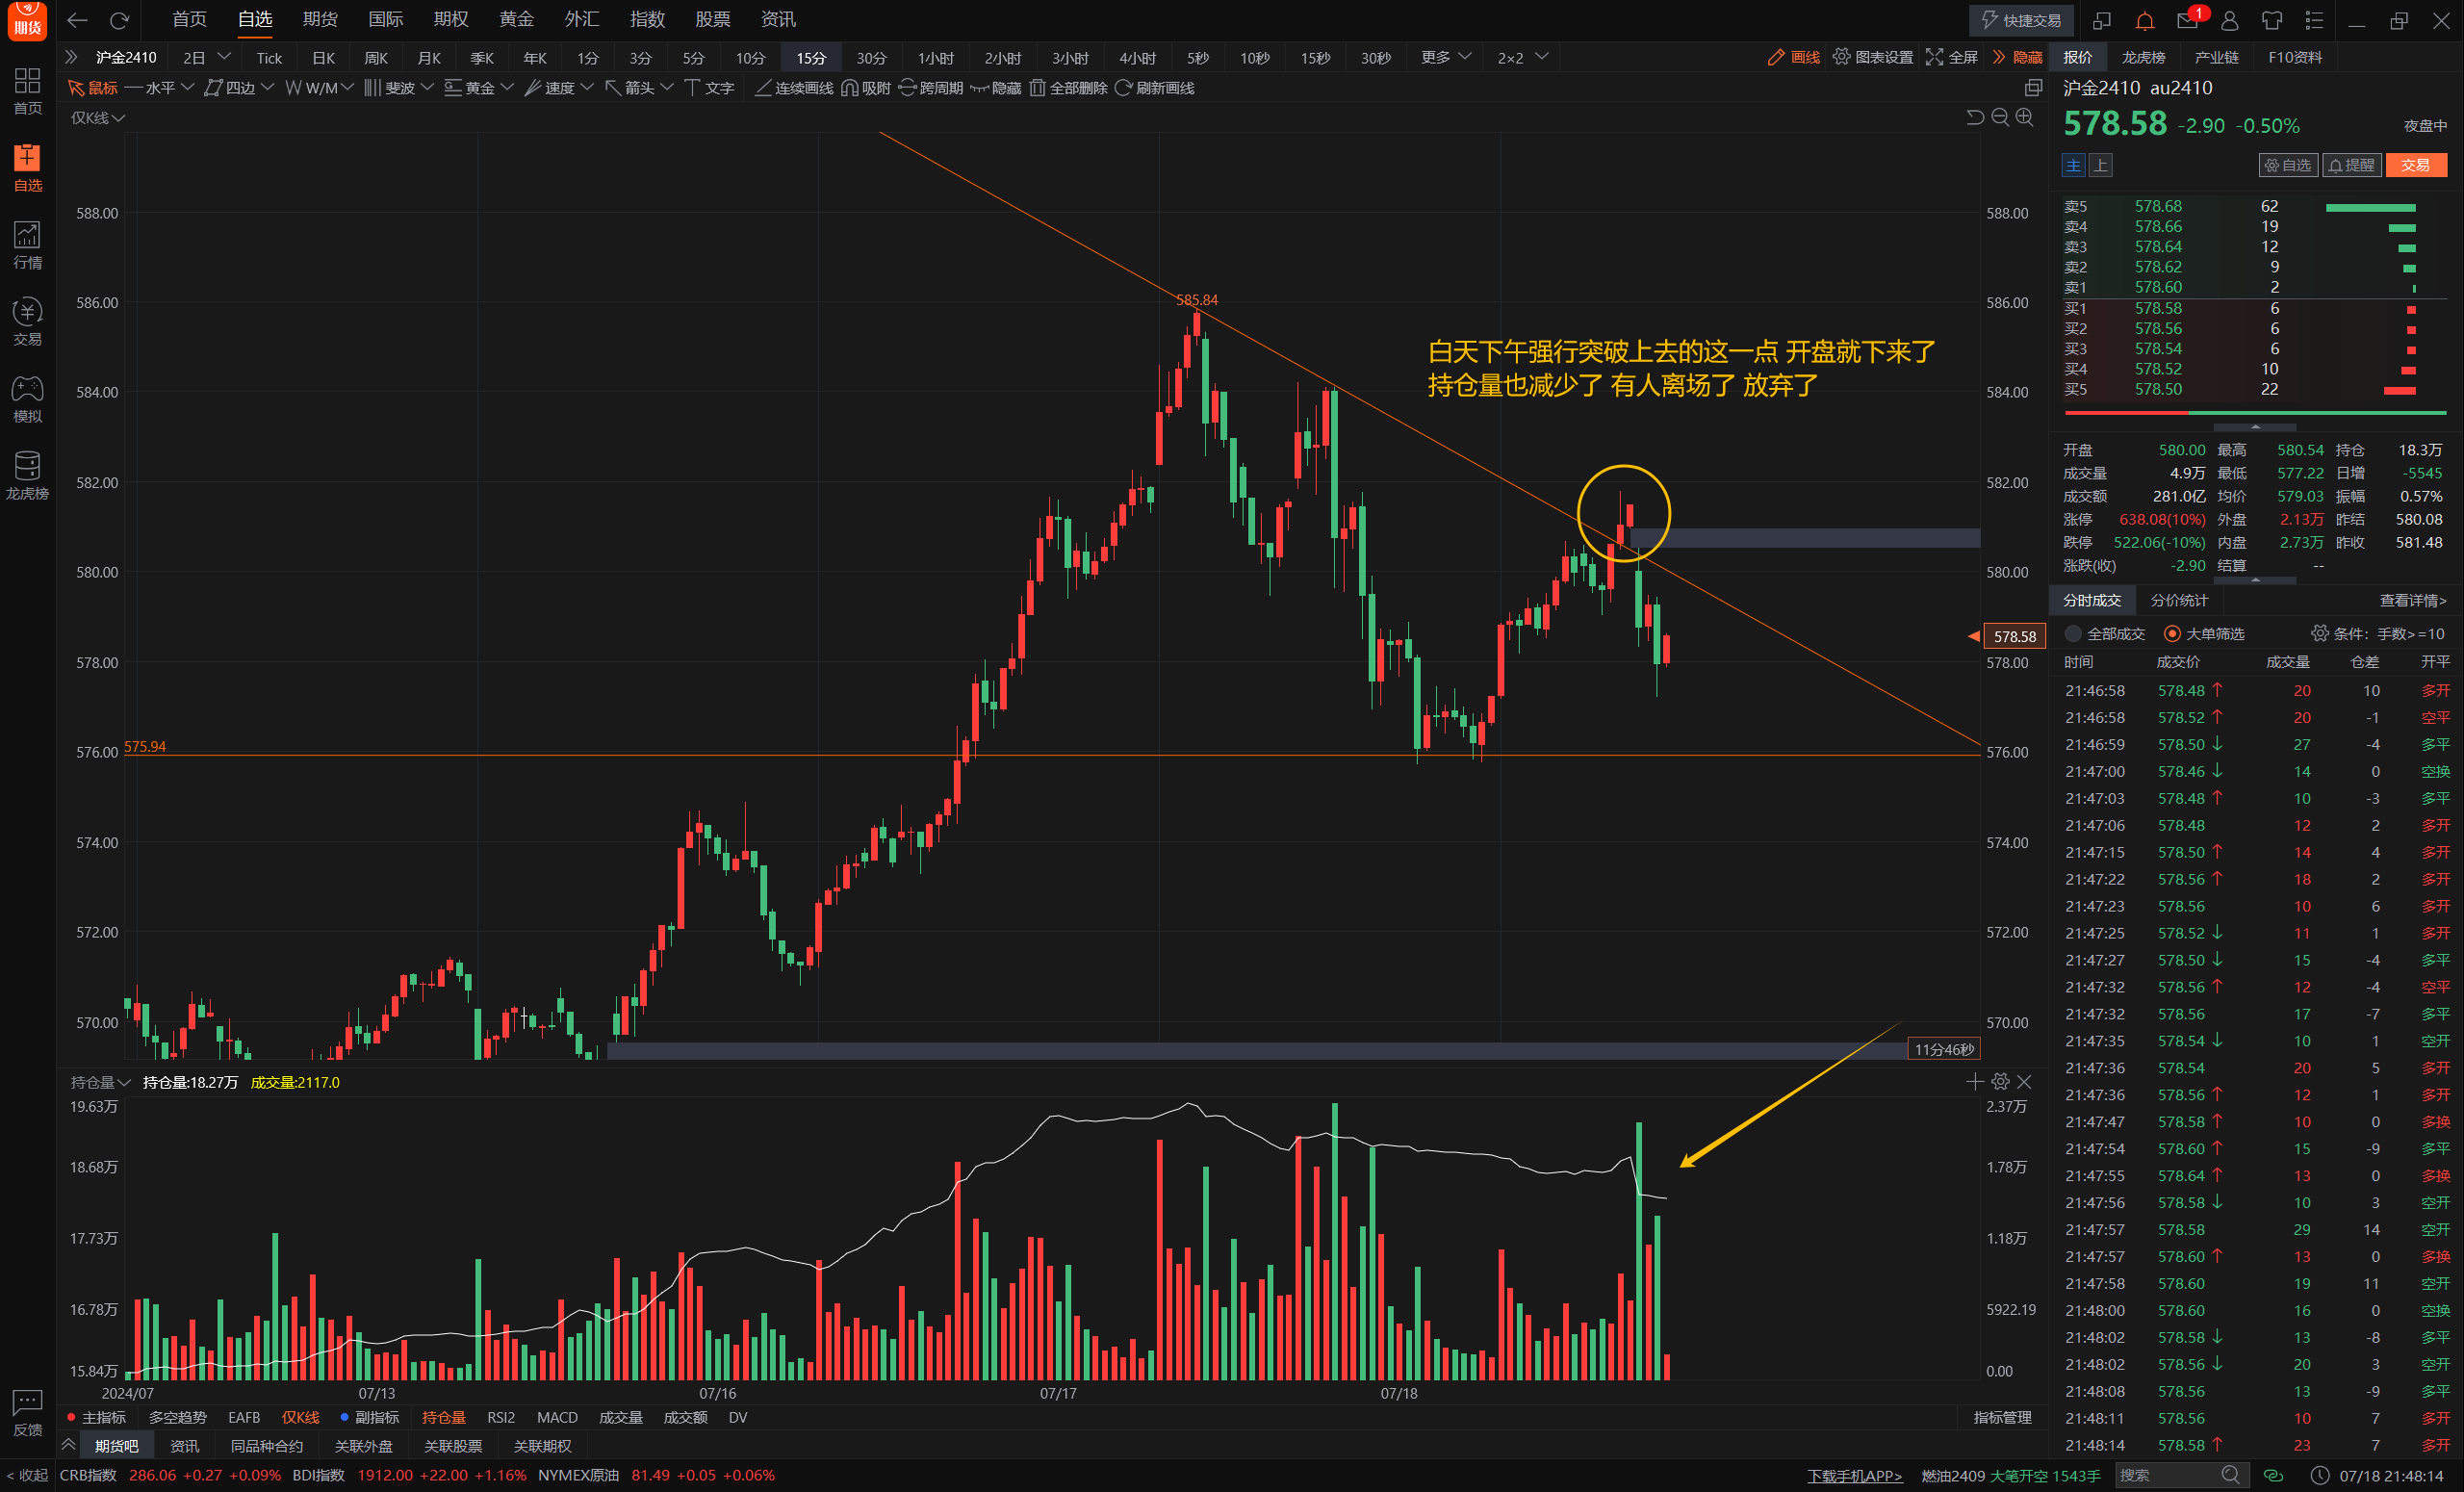 期货
首页 自选 期货 国际 期权 黄金 外汇 指数 股票 资讯
快捷交易 1
沪金2410 2日 Tick 日K 周K 月K 季K 年K 1分 3分 5分 10分 15分 30分 1小时 2小时 3小时 4小时 5秒 10秒 15秒 30秒 更多 2×2
画线 图表设置 全屏 隐藏
报价 龙虎榜 产业链 F10资料
鼠标 水平 四边 W/M 斐波 黄金 速度 箭头 文字 连续画线 吸附 跨周期 隐藏 全部删除 刷新画线
首页
自选
行情
交易
模拟
龙虎榜
反馈
< 收起
仅K线
588.00 588.00
586.00 586.00
584.00 584.00
582.00 582.00
580.00 580.00
578.00 578.00
576.00 576.00
574.00 574.00
572.00 572.00
570.00 570.00
585.84
白天下午强行突破上去的这一点 开盘就下来了
持仓量也减少了 有人离场了 放弃了
578.58
575.94
11分46秒
持仓量 持仓量:18.27万 成交量:2117.0
19.63万 2.37万
18.68万 1.78万
17.73万 1.18万
16.78万 5922.19
15.84万 0.00
2024/07 07/13 07/16 07/17 07/18
主指标 多空趋势 EAFB 仅K线 副指标 持仓量 RSI2 MACD 成交量 成交额 DV 指标管理
期货吧 资讯 同品种合约 关联外盘 关联股票 关联期权
沪金2410 au2410
578.58 -2.90 -0.50% 夜盘中
主 上 自选 提醒 交易
卖5 578.68 62
卖4 578.66 19
卖3 578.64 12
卖2 578.62 9
卖1 578.60 2
买1 578.58 6
买2 578.56 6
买3 578.54 6
买4 578.52 10
买5 578.50 22
开盘 580.00 最高 580.54 持仓 18.3万
成交量 4.9万 最低 577.22 日增 -5545
成交额 281.0亿 均价 579.03 振幅 0.57%
涨停 638.08(10%) 外盘 2.13万 昨结 580.08
跌停 522.06(-10%) 内盘 2.73万 昨收 581.48
涨跌(收) -2.90 结算 --
分时成交 分价统计 查看详情>
全部成交 大单筛选 条件：手数>=10
时间 成交价 成交量 仓差 开平
21:46:58 578.48 ↑ 20 10 多开
21:46:58 578.52 ↑ 20 -1 空平
21:46:59 578.50 ↓ 27 -4 多平
21:47:00 578.46 ↓ 14 0 空换
21:47:03 578.48 ↑ 10 -3 多平
21:47:06 578.48 12 2 多开
21:47:15 578.50 ↑ 14 4 多开
21:47:22 578.56 ↑ 18 2 多开
21:47:23 578.56 10 6 多开
21:47:25 578.52 ↓ 11 1 多开
21:47:27 578.50 ↓ 15 -4 多平
21:47:32 578.56 ↑ 12 -4 空平
21:47:32 578.56 17 -7 多平
21:47:35 578.54 ↓ 10 1 空开
21:47:36 578.54 20 5 多开
21:47:36 578.56 ↑ 12 1 多开
21:47:47 578.58 ↑ 10 0 多换
21:47:54 578.60 ↑ 15 -9 多平
21:47:55 578.64 ↑ 13 0 多换
21:47:56 578.58 ↓ 10 3 空开
21:47:57 578.58 29 14 空开
21:47:57 578.60 ↑ 13 0 多换
21:47:58 578.60 19 11 空开
21:48:00 578.60 16 0 空换
21:48:02 578.58 ↓ 13 -8 多平
21:48:02 578.56 ↓ 20 3 空开
21:48:08 578.56 13 -9 多平
21:48:11 578.56 10 7 多开
21:48:14 578.58 ↑ 23 7 多开
CRB指数 286.06 +0.27 +0.09% BDI指数 1912.00 +22.00 +1.16% NYMEX原油 81.49 +0.05 +0.06%
下载手机APP> 燃油2409 大笔开空 1543手 搜索 07/18 21:48:14